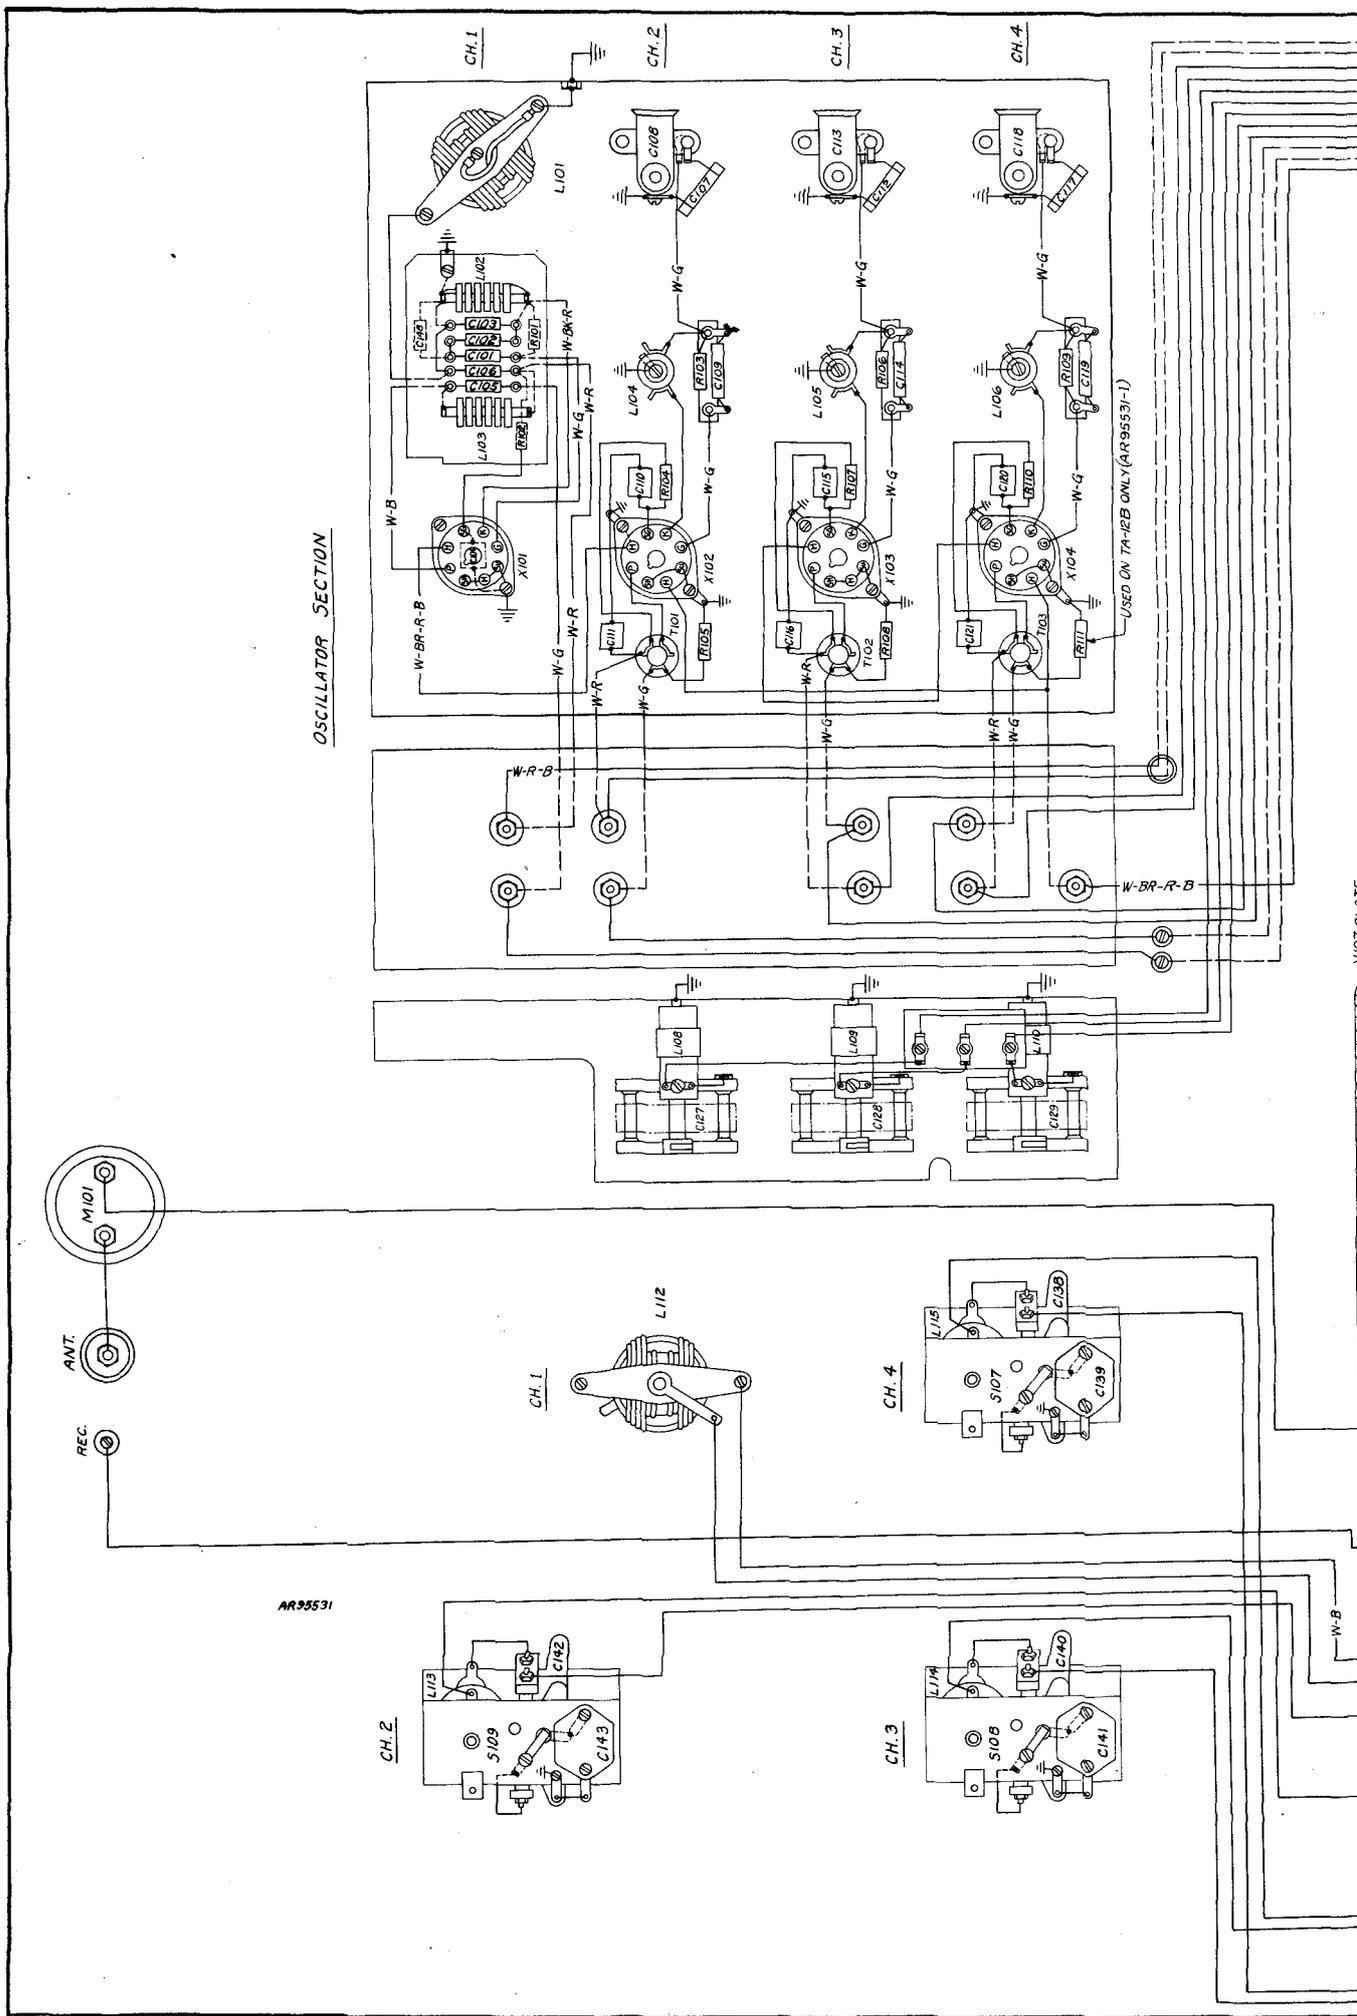 OSCILLATOR SECTION
CH.1
CH.2
CH.3
CH.4
L101
C108
C107
C113
C112
C118
C117
L102
C103
C102
C101
C106
C105
R101
L103
R102
W-BK-R
W-R
W-G
W-B
W-BR-R-B
X101
W-G
L104
R103
C109
W-G
C110
R104
X102
T101
C111
R105
W-G
L105
R106
C114
W-G
C115
R107
X103
T102
C116
R108
W-G
L106
R109
C119
W-G
C120
R110
X104
T103
C121
R111
USED ON TA-12B ONLY (AR95531-1)
W-R
W-G
W-R
W-G
W-R
W-G
W-R
W-G
W-R-B
W-BR-R-B
L108
C127
L109
C128
L110
C129
M101
ANT.
REC.
CH.1
L112
CH.4
L115
S107
C138
C139
AR95531
W-B
CH.2
L113
S109
C142
C143
CH.3
L114
S108
C140
C141